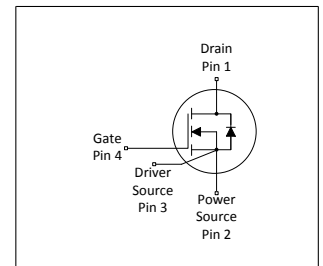 Drain
Pin 1
Gate
Pin 4
Driver
Source
Pin 3
Power
Source
Pin 2